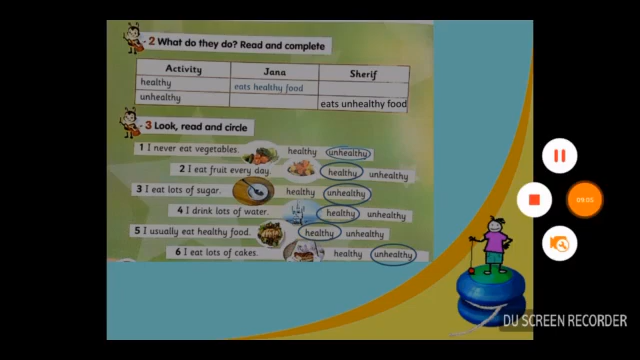 2 What do they do? Read and complete
Activity Jana Sherif
healthy eats healthy food
unhealthy eats unhealthy food
3 Look, read and circle
1 I never eat vegetables. healthy unhealthy
2 I eat fruit every day. healthy unhealthy
3 I eat lots of sugar. healthy unhealthy
4 I drink lots of water. healthy unhealthy
5 I usually eat healthy food. healthy unhealthy
6 I eat lots of cakes. healthy unhealthy
09:05
DU SCREEN RECORDER